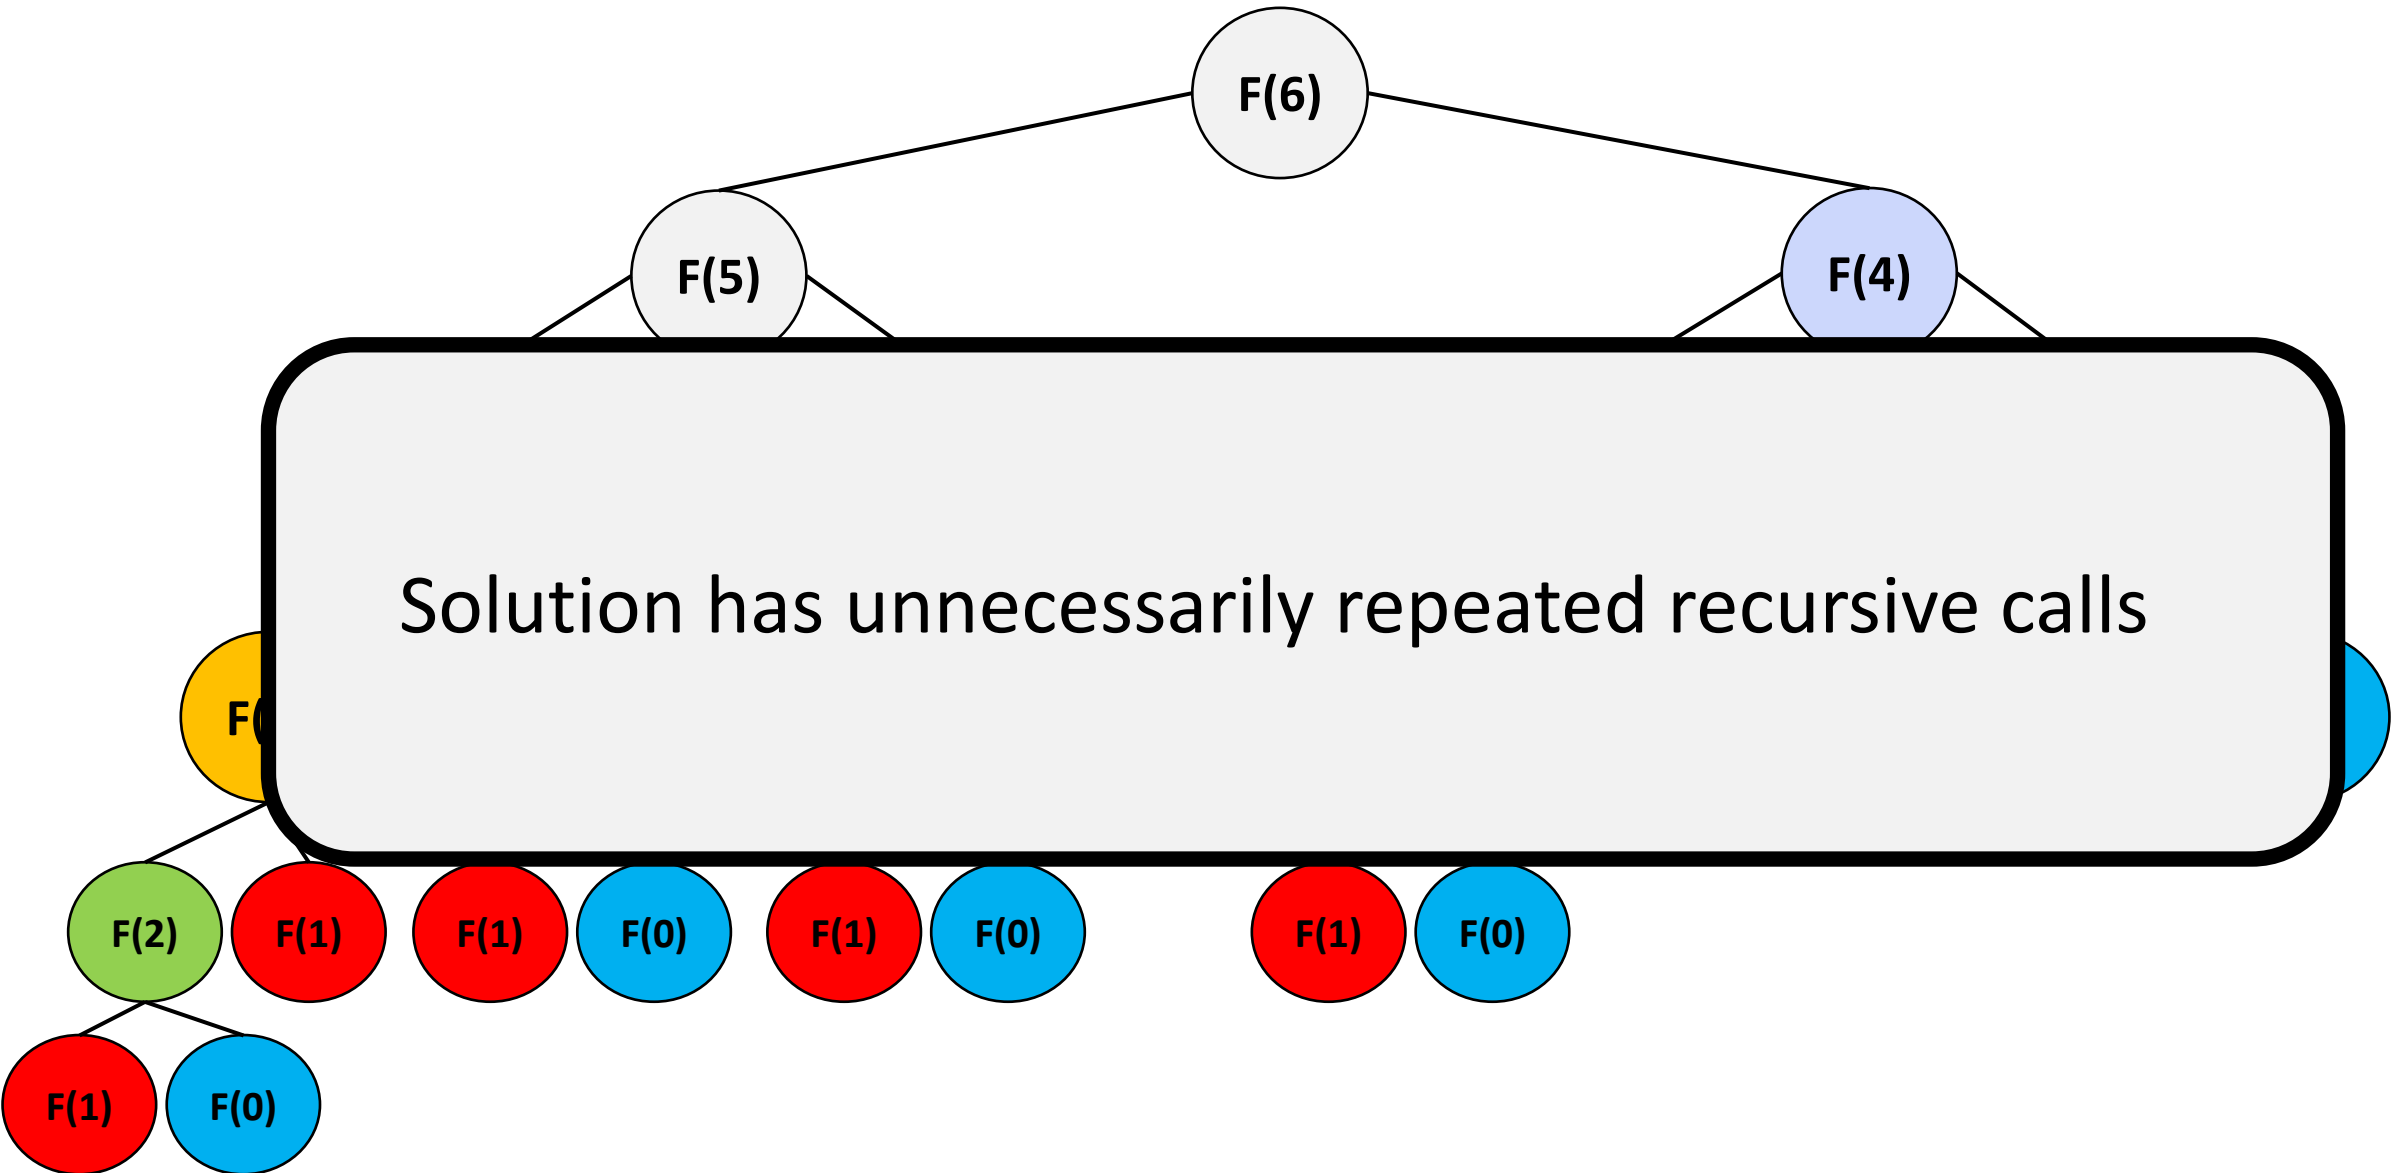 F(6)
F(5)
F(4)
Solution has unnecessarily repeated recursive calls
F(
F(2)
F(1)
F(1)
F(0)
F(1)
F(0)
F(1)
F(0)
F(1)
F(0)